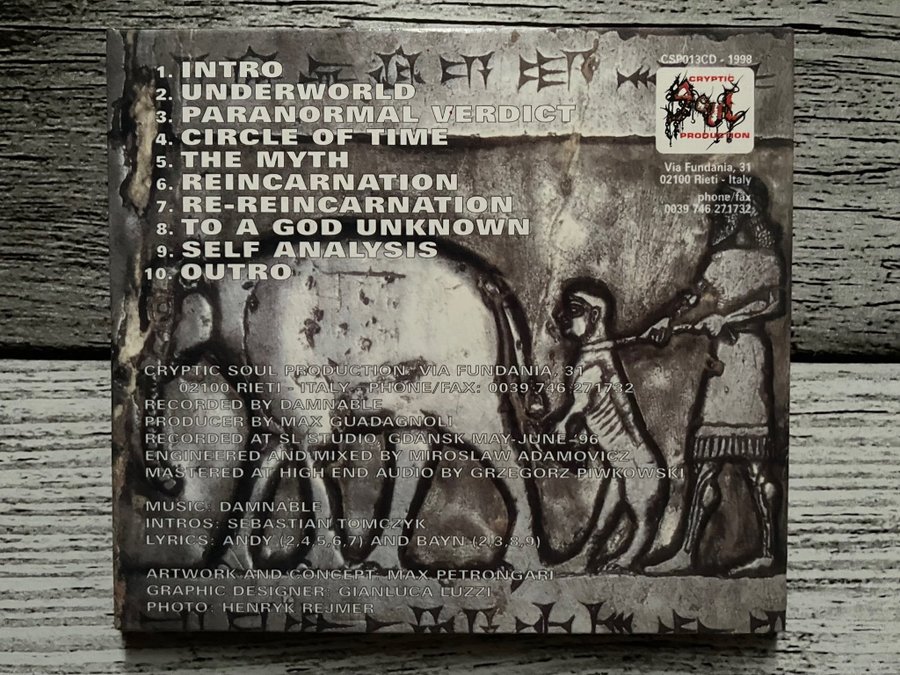 1. INTRO
2. UNDERWORLD
3. PARANORMAL VERDICT
4. CIRCLE OF TIME
5. THE MYTH
6. REINCARNATION
7. RE-REINCARNATION
8. TO A GOD UNKNOWN
9. SELF ANALYSIS
10. OUTRO
CSP013CD - 1998
CRYPTIC
SOUL
PRODUCTION
Via Fundania, 31
02100 Rieti - Italy
phone/fax
0039 746 271732
CRYPTIC SOUL PRODUCTION: VIA FUNDANIA, 31
02100 RIETI - ITALY, PHONE/FAX: 0039 746 271732
RECORDED BY DAMNABLE
PRODUCER BY MAX GUADAGNOLI
RECORDED AT SL STUDIO, GDANSK MAY-JUNE '96
ENGINEERED AND MIXED BY MIROSLAW ADAMOVICZ
MASTERED AT HIGH END AUDIO BY GRZEGORZ PIWKOWSKI
MUSIC: DAMNABLE
INTROS: SEBASTIAN TOMCZYK
LYRICS: ANDY (2,4,5,6,7) AND BAYN (2,3,8,9)
ARTWORK AND CONCEPT: MAX PETRONGARI
GRAPHIC DESIGNER: GIANLUCA LUZZI
PHOTO: HENRYK REJMER